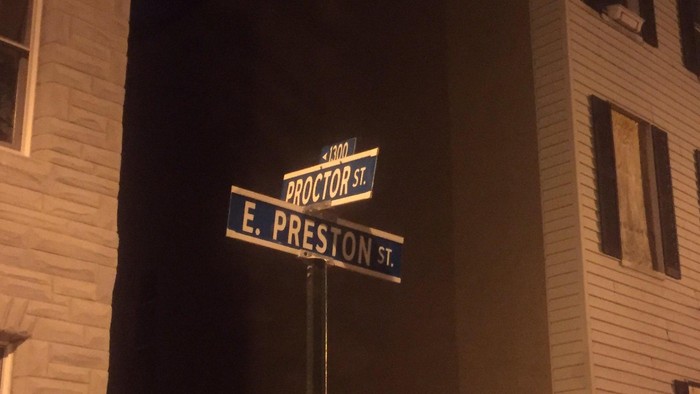 ◄1300
PROCTOR ST.
E. PRESTON ST.